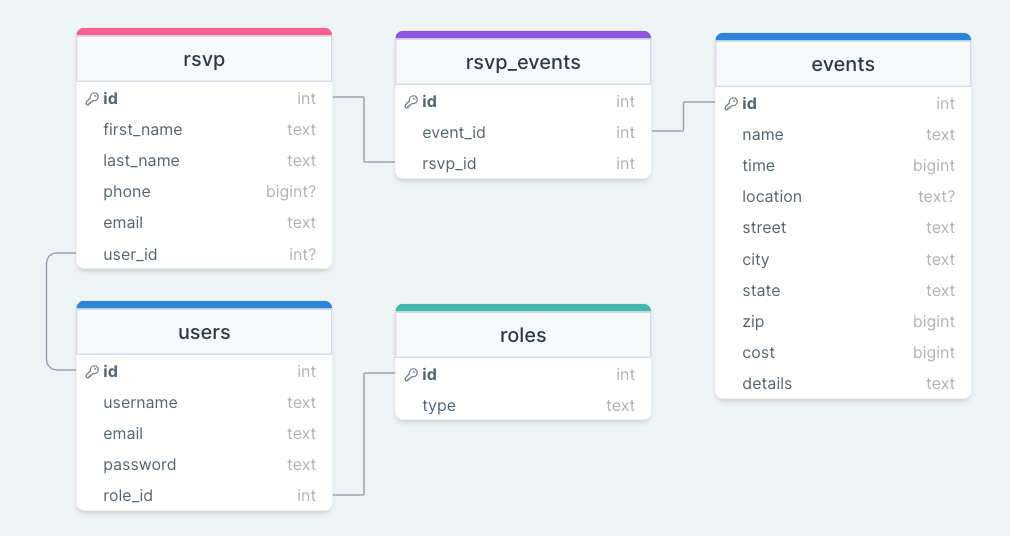 rsvp
id int
first_name text
last_name text
phone bigint?
email text
user_id int?
rsvp_events
id int
event_id int
rsvp_id int
events
id int
name text
time bigint
location text?
street text
city text
state text
zip bigint
cost bigint
details text
users
id int
username text
email text
password text
role_id int
roles
id int
type text